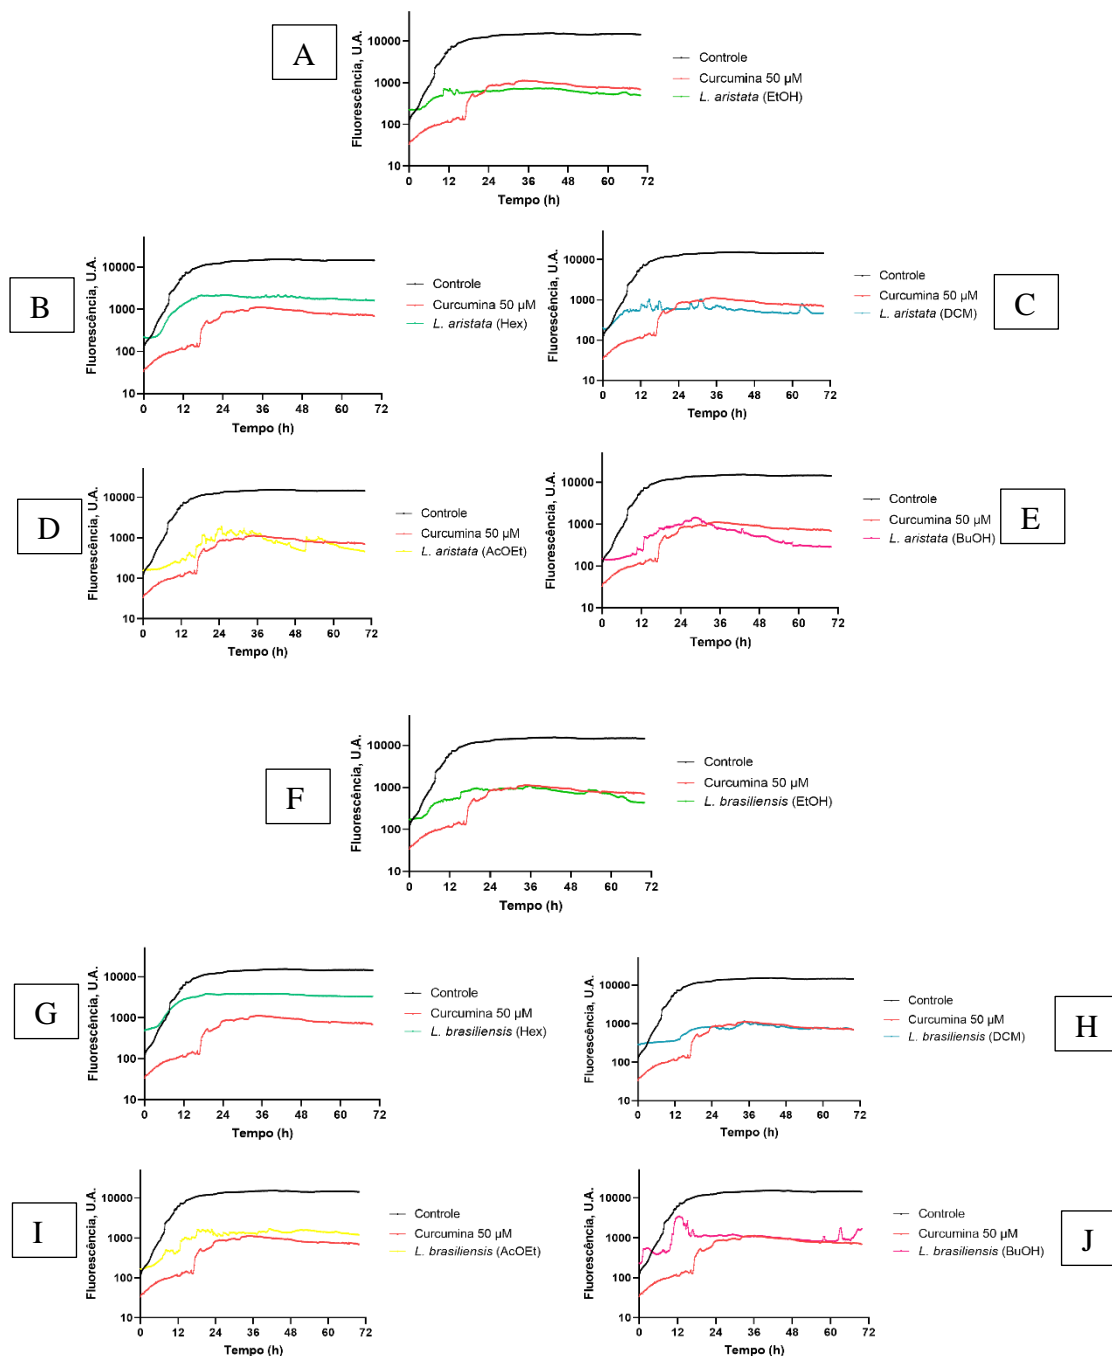 A
Fluorescência, U.A.
10000
1000
100
10
0 12 24 36 48 60 72
Tempo (h)
Controle
Curcumina 50 µM
L. aristata (EtOH)
B
Fluorescência, U.A.
10000
1000
100
10
0 12 24 36 48 60 72
Tempo (h)
Controle
Curcumina 50 µM
L. aristata (Hex)
C
Fluorescência, U.A.
10000
1000
100
10
0 12 24 36 48 60 72
Tempo (h)
Controle
Curcumina 50 µM
L. aristata (DCM)
D
Fluorescência, U.A.
10000
1000
100
10
0 12 24 36 48 60 72
Tempo (h)
Controle
Curcumina 50 µM
L. aristata (AcOEt)
E
Fluorescência, U.A.
10000
1000
100
10
0 12 24 36 48 60 72
Tempo (h)
Controle
Curcumina 50 µM
L. aristata (BuOH)
F
Fluorescência, U.A.
10000
1000
100
10
0 12 24 36 48 60 72
Tempo (h)
Controle
Curcumina 50 µM
L. brasiliensis (EtOH)
G
Fluorescência, U.A.
10000
1000
100
10
0 12 24 36 48 60 72
Tempo (h)
Controle
Curcumina 50 µM
L. brasiliensis (Hex)
H
Fluorescência, U.A.
10000
1000
100
10
0 12 24 36 48 60 72
Tempo (h)
Controle
Curcumina 50 µM
L. brasiliensis (DCM)
I
Fluorescência, U.A.
10000
1000
100
10
0 12 24 36 48 60 72
Tempo (h)
Controle
Curcumina 50 µM
L. brasiliensis (AcOEt)
J
Fluorescência, U.A.
10000
1000
100
10
0 12 24 36 48 60 72
Tempo (h)
Controle
Curcumina 50 µM
L. brasiliensis (BuOH)